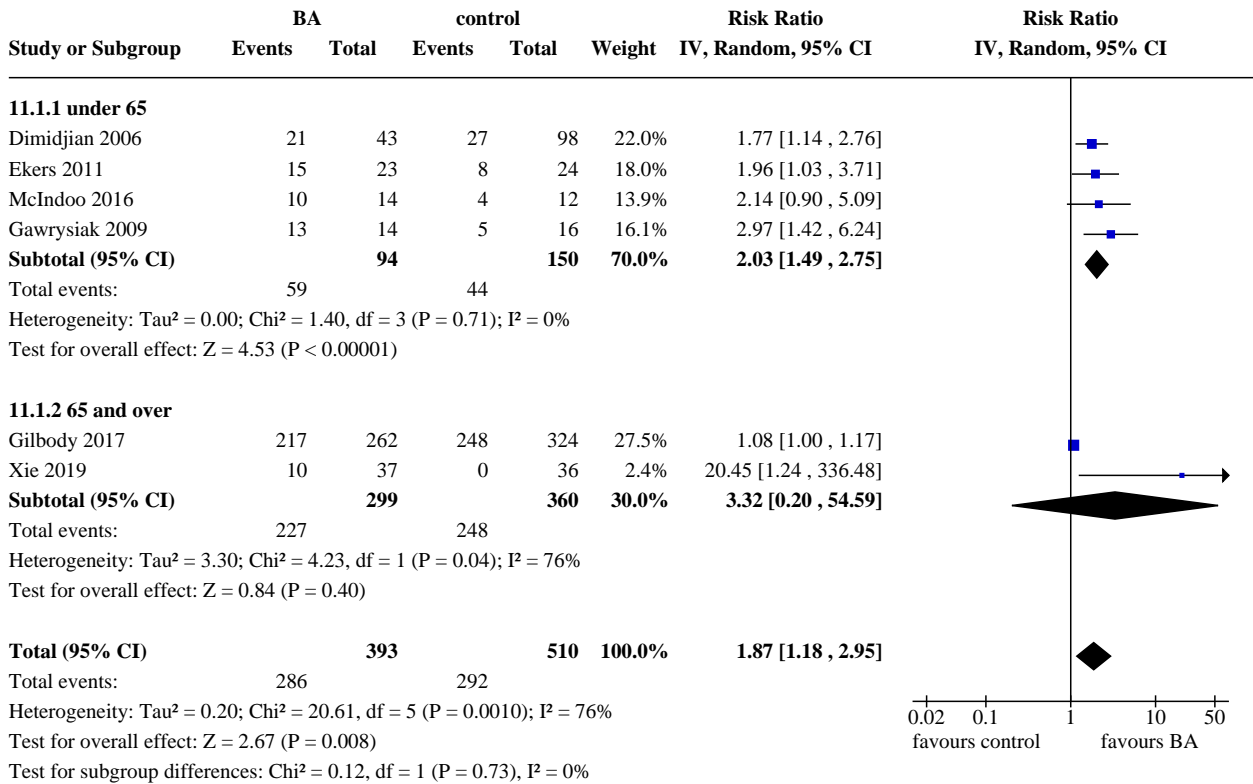 BA control Risk Ratio Risk Ratio
Study or Subgroup Events Total Events Total Weight IV, Random, 95% CI IV, Random, 95% CI
11.1.1 under 65
Dimidjian 2006 21 43 27 98 22.0% 1.77 [1.14 , 2.76]
Ekers 2011 15 23 8 24 18.0% 1.96 [1.03 , 3.71]
McIndoo 2016 10 14 4 12 13.9% 2.14 [0.90 , 5.09]
Gawrysiak 2009 13 14 5 16 16.1% 2.97 [1.42 , 6.24]
Subtotal (95% CI) 94 150 70.0% 2.03 [1.49 , 2.75]
Total events: 59 44
Heterogeneity: Tau² = 0.00; Chi² = 1.40, df = 3 (P = 0.71); I² = 0%
Test for overall effect: Z = 4.53 (P < 0.00001)
11.1.2 65 and over
Gilbody 2017 217 262 248 324 27.5% 1.08 [1.00 , 1.17]
Xie 2019 10 37 0 36 2.4% 20.45 [1.24 , 336.48]
Subtotal (95% CI) 299 360 30.0% 3.32 [0.20 , 54.59]
Total events: 227 248
Heterogeneity: Tau² = 3.30; Chi² = 4.23, df = 1 (P = 0.04); I² = 76%
Test for overall effect: Z = 0.84 (P = 0.40)
Total (95% CI) 393 510 100.0% 1.87 [1.18 , 2.95]
Total events: 286 292
Heterogeneity: Tau² = 0.20; Chi² = 20.61, df = 5 (P = 0.0010); I² = 76%
Test for overall effect: Z = 2.67 (P = 0.008)
Test for subgroup differences: Chi² = 0.12, df = 1 (P = 0.73), I² = 0%
0.02 0.1 1 10 50
favours control favours BA